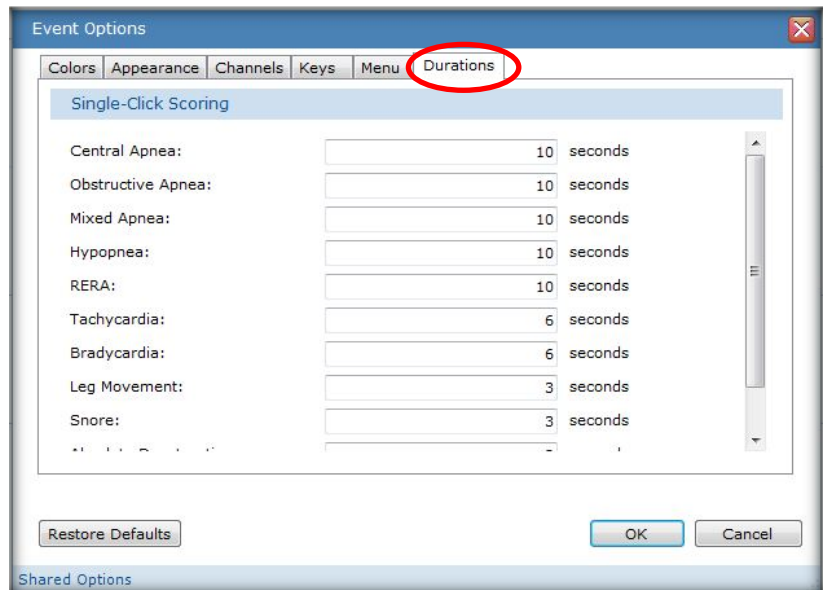 Event Options
Colors Appearance Channels Keys Menu Durations
Single-Click Scoring
Central Apnea: 10 seconds
Obstructive Apnea: 10 seconds
Mixed Apnea: 10 seconds
Hypopnea: 10 seconds
RERA: 10 seconds
Tachycardia: 6 seconds
Bradycardia: 6 seconds
Leg Movement: 3 seconds
Snore: 3 seconds
Restore Defaults OK Cancel
Shared Options